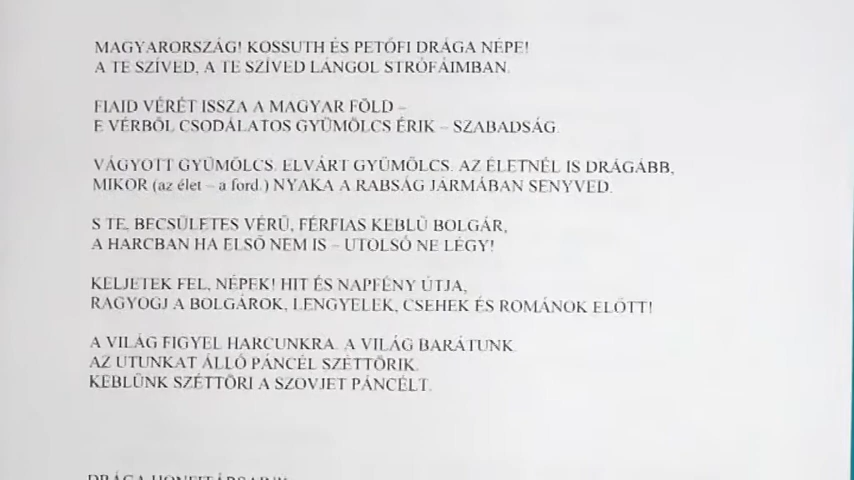 MAGYARORSZÁG! KOSSUTH ÉS PETŐFI DRÁGA NÉPE!
A TE SZÍVED, A TE SZÍVED LÁNGOL STRÓFÁIMBAN.
FIAID VÉRÉT ISSZA A MAGYAR FÖLD –
E VÉRBŐL CSODÁLATOS GYÜMÖLCS ÉRIK – SZABADSÁG.
VÁGYOTT GYÜMÖLCS. ELVÁRT GYÜMÖLCS. AZ ÉLETNÉL IS DRÁGÁBB,
MIKOR (az élet – a ford.) NYAKA A RABSÁG JÁRMÁBAN SENYVED.
S TE, BECSÜLETES VÉRŰ, FÉRFIAS KEBLŰ BOLGÁR,
A HARCBAN HA ELSŐ NEM IS – UTOLSÓ NE LÉGY!
KELJETEK FEL, NÉPEK! HIT ÉS NAPFÉNY ÚTJA,
RAGYOGJ A BOLGÁROK, LENGYELEK, CSEHEK ÉS ROMÁNOK ELŐTT!
A VILÁG FIGYEL HARCUNKRA. A VILÁG BARÁTUNK.
AZ UTUNKAT ÁLLÓ PÁNCÉL SZÉTTÖRIK.
KEBLÜNK SZÉTTÖRI A SZOVJET PÁNCÉLT.
DRÁGA HONFITÁRSAINK